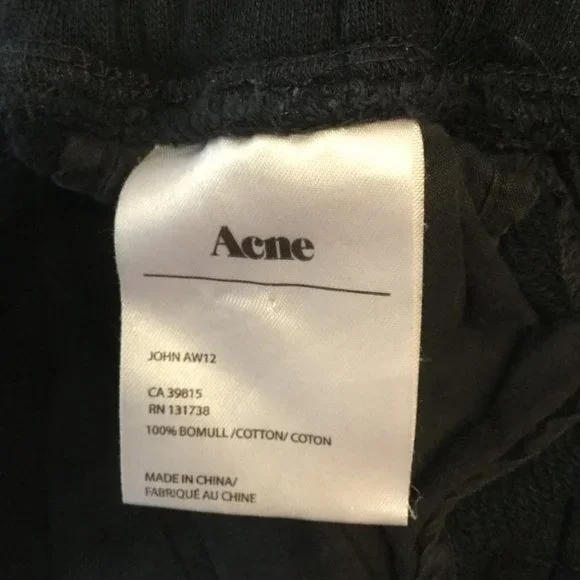 Acne
JOHN AW12
CA 39815
RN 131738
100% BOMULL /COTTON/ COTON
MADE IN CHINA/
FABRIQUÉ AU CHINE